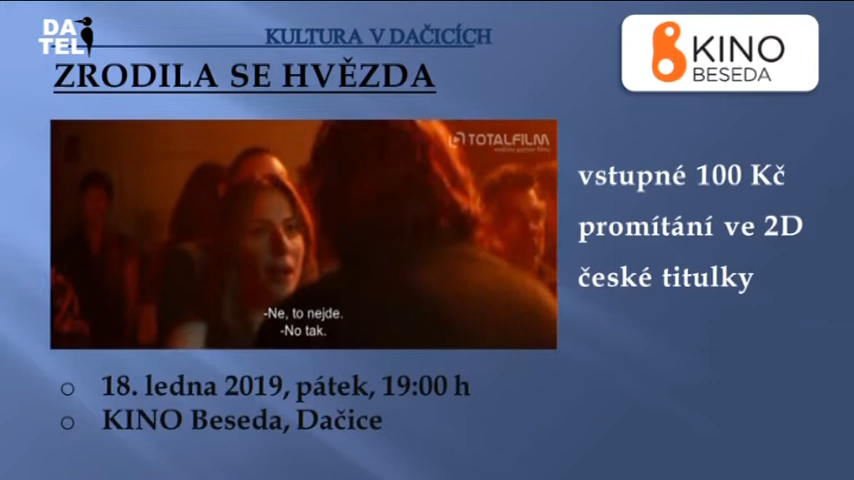 DA
TEL
KULTURA V DAČICÍCH
KINO
BESEDA
ZRODILA SE HVĚZDA
TOTALFILM
vstupné 100 Kč
promítání ve 2D
české titulky
-Ne, to nejde.
-No tak.
18. ledna 2019, pátek, 19:00 h
KINO Beseda, Dačice